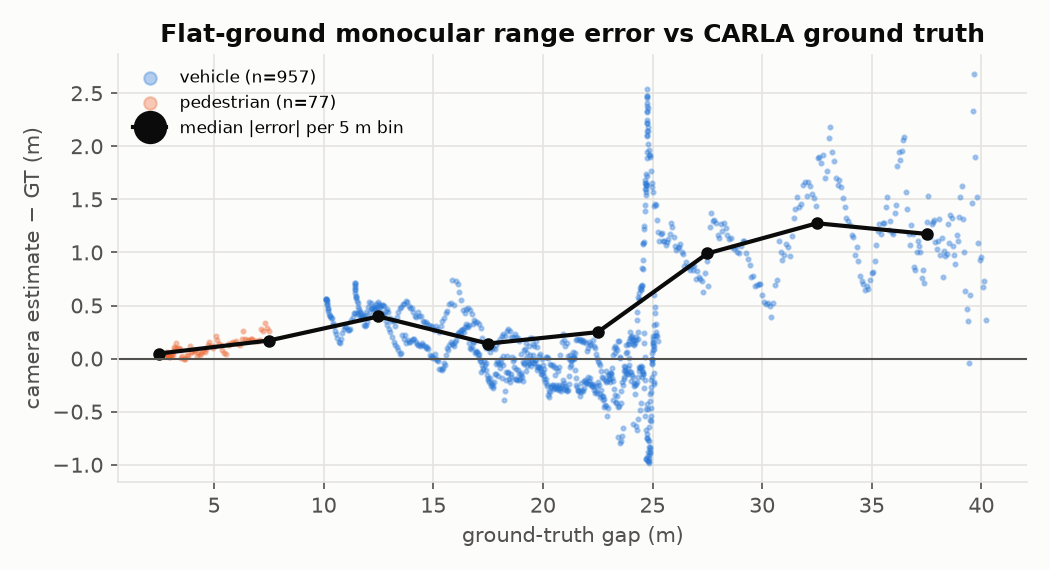 Flat-ground monocular range error vs CARLA ground truth
vehicle (n=957)
pedestrian (n=77)
median |error| per 5 m bin
camera estimate − GT (m)
2.5
2.0
1.5
1.0
0.5
0.0
−0.5
−1.0
5 10 15 20 25 30 35 40
ground-truth gap (m)